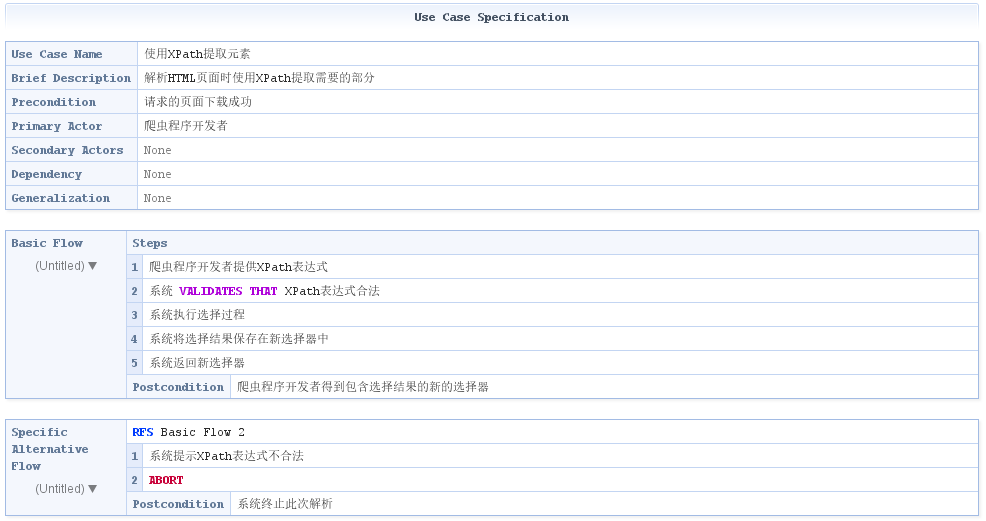 Use Case Specification
Use Case Name 使用XPath提取元素
Brief Description 解析HTML页面时使用XPath提取需要的部分
Precondition 请求的页面下载成功
Primary Actor 爬虫程序开发者
Secondary Actors None
Dependency None
Generalization None
Basic Flow Steps
(Untitled) ▼
1 爬虫程序开发者提供XPath表达式
2 系统 VALIDATES THAT XPath表达式合法
3 系统执行选择过程
4 系统将选择结果保存在新选择器中
5 系统返回新选择器
Postcondition 爬虫程序开发者得到包含选择结果的新的选择器
Specific
Alternative
Flow
(Untitled) ▼
RFS Basic Flow 2
1 系统提示XPath表达式不合法
2 ABORT
Postcondition 系统终止此次解析